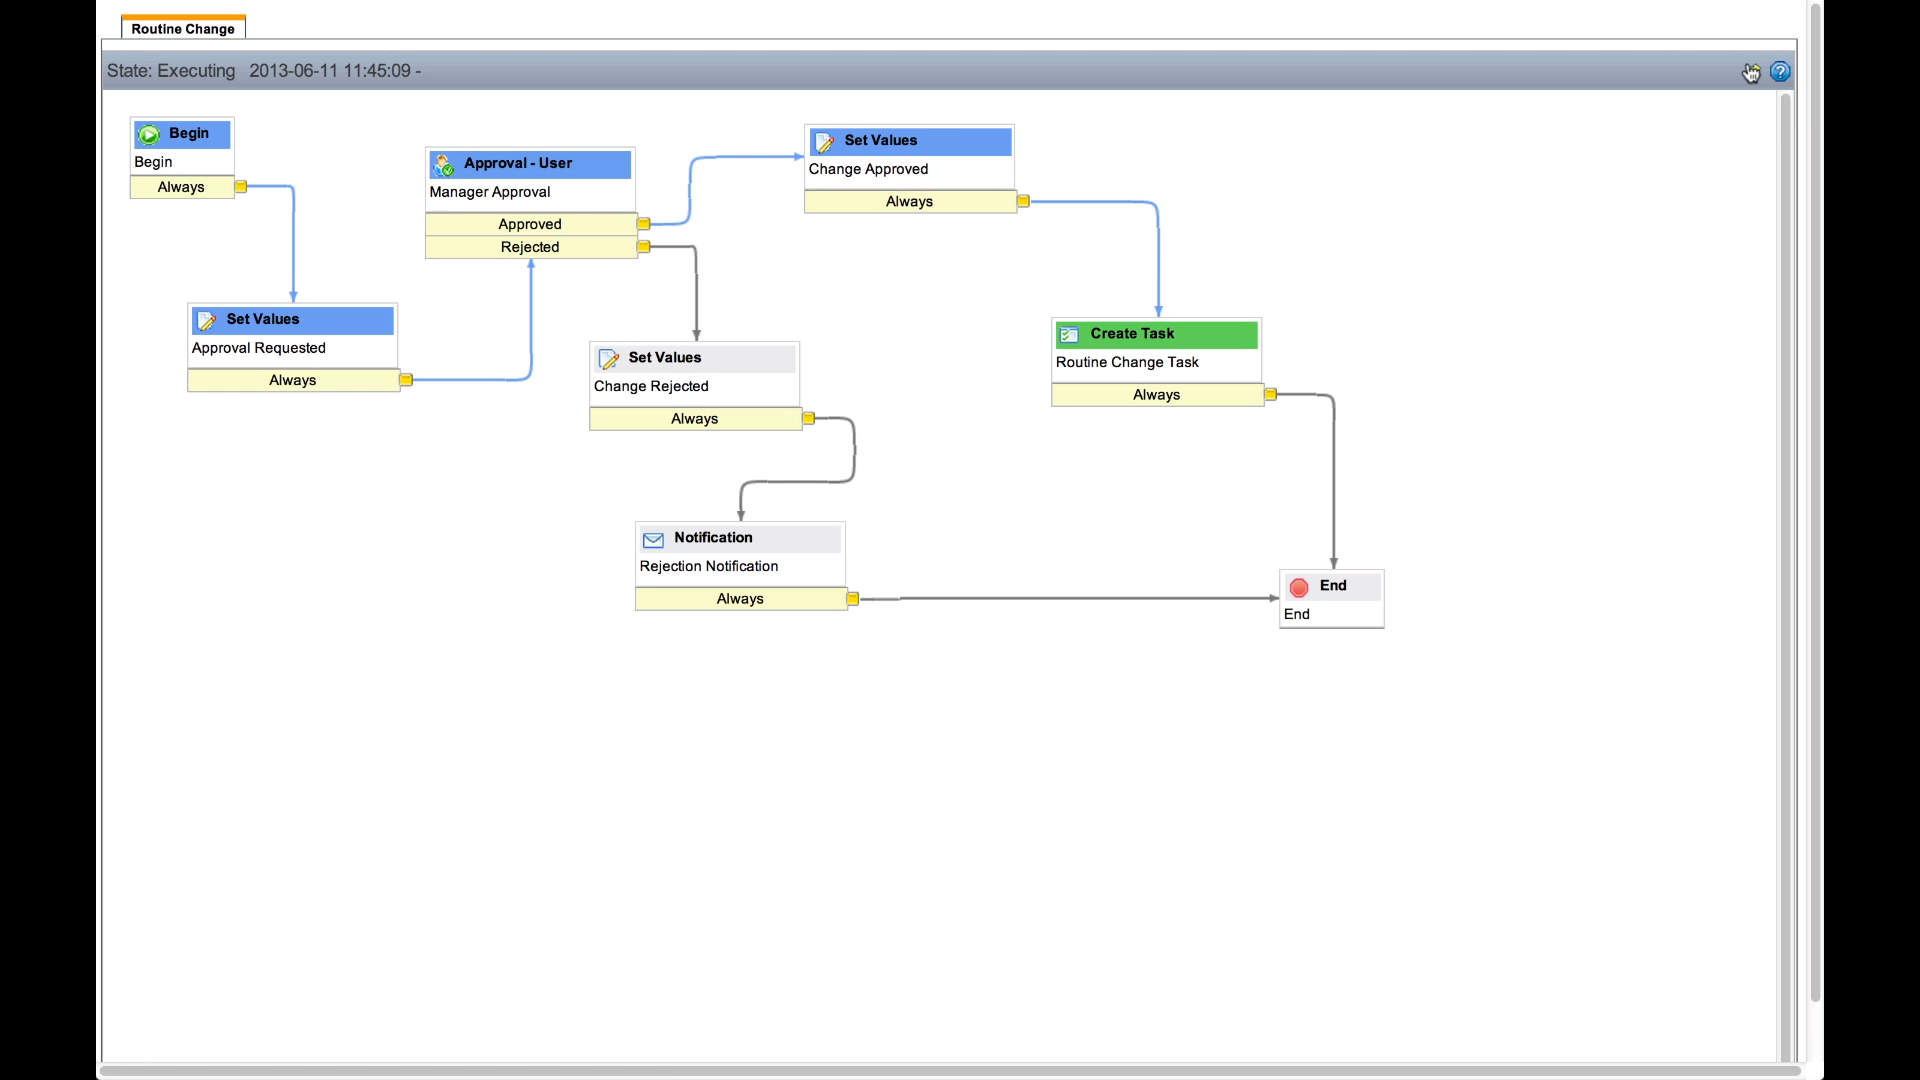 Routine Change
State: Executing 2013-06-11 11:45:09 -
Begin
Begin
Always
Approval - User
Manager Approval
Approved
Rejected
Set Values
Change Approved
Always
Set Values
Approval Requested
Always
Set Values
Change Rejected
Always
Create Task
Routine Change Task
Always
Notification
Rejection Notification
Always
End
End